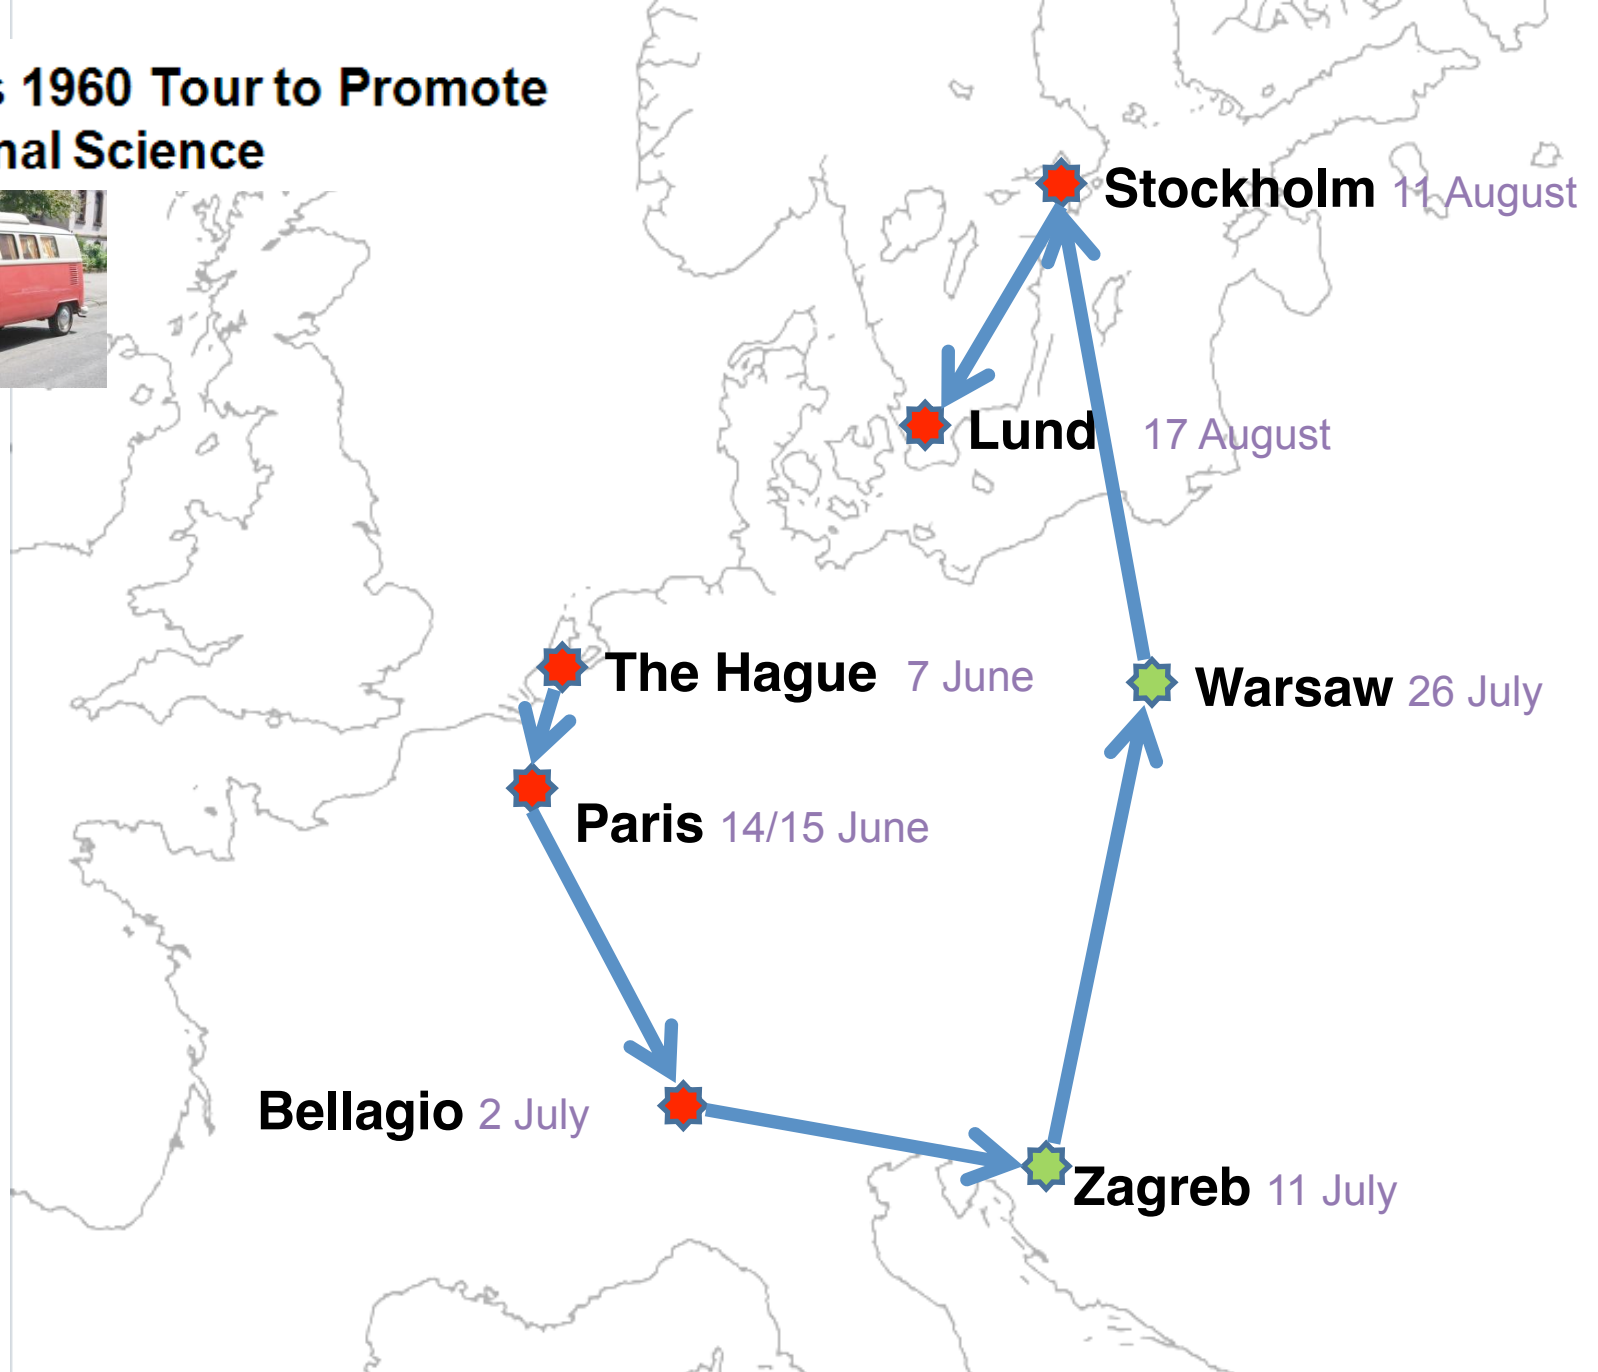 1960 Tour to Promote
Science
Stockholm 11 August
Lund 17 August
The Hague 7 June
Warsaw 26 July
Paris 14/15 June
Bellagio 2 July
Zagreb 11 July